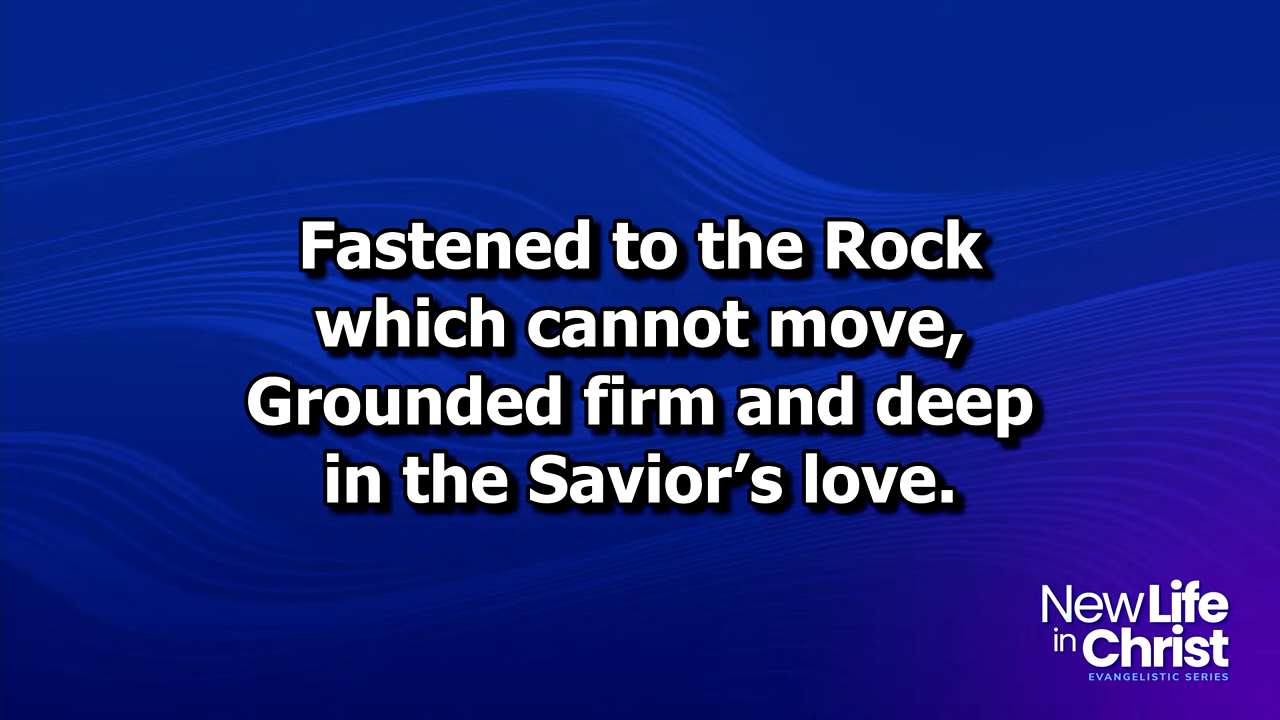 Fastened to the Rock
which cannot move,
Grounded firm and deep
in the Savior’s love.
New Life
in Christ
EVANGELISTIC SERIES